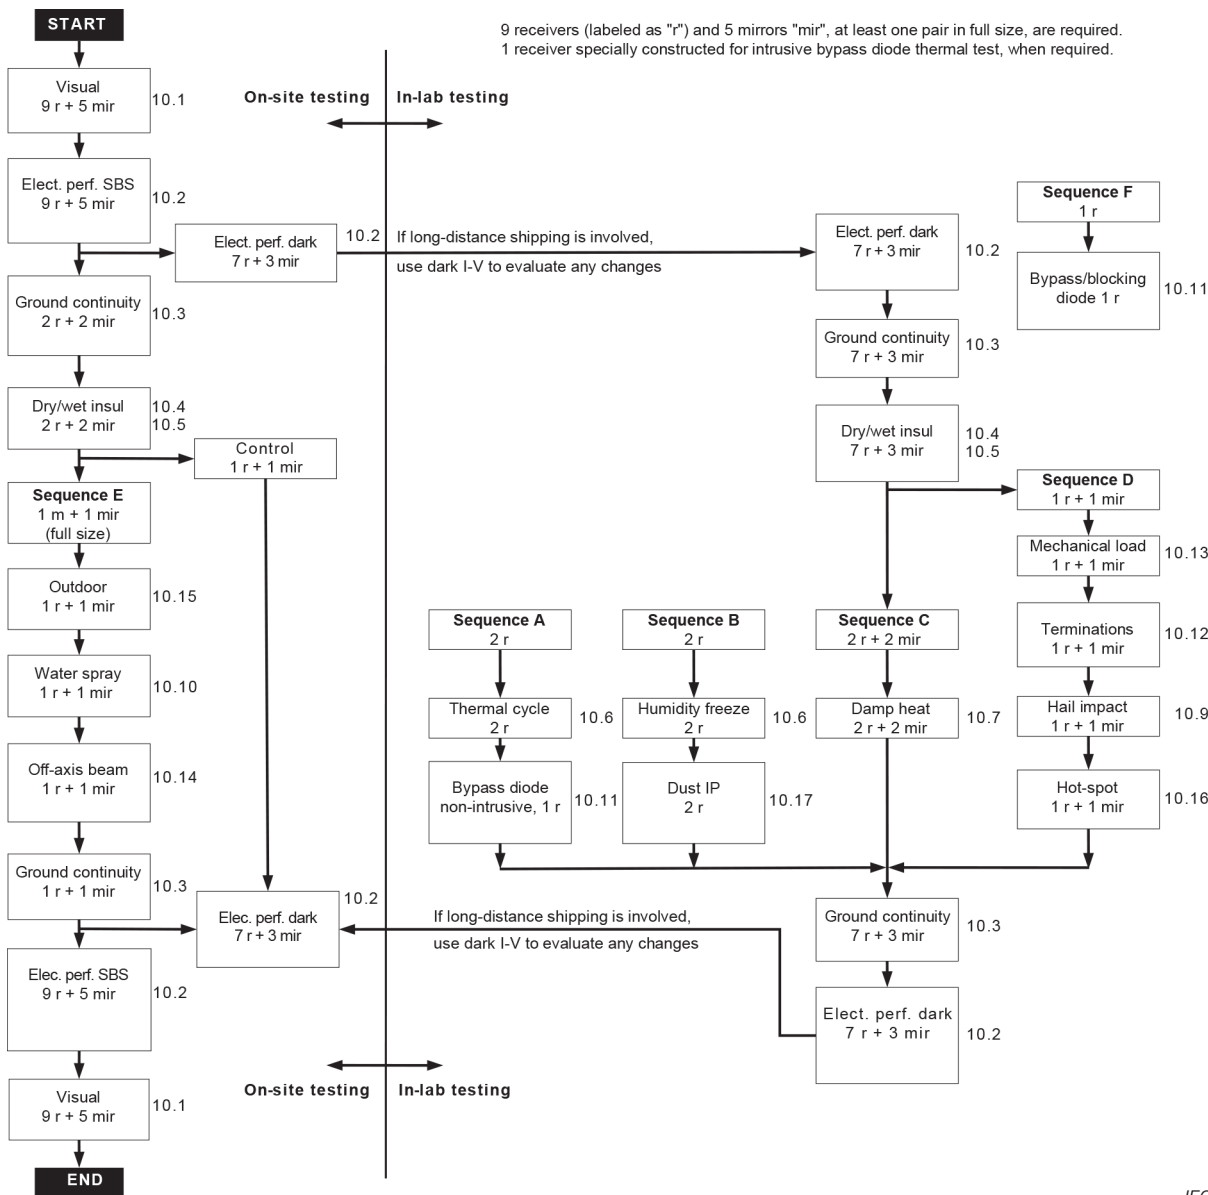 START
9 receivers (labeled as "r") and 5 mirrors "mir", at least one pair in full size, are required.
1 receiver specially constructed for intrusive bypass diode thermal test, when required.
Visual
9 r + 5 mir
10.1
On-site testing
In-lab testing
Elect. perf. SBS
9 r + 5 mir
10.2
Elect. perf. dark
7 r + 3 mir
10.2
If long-distance shipping is involved,
use dark I-V to evaluate any changes
Elect. perf. dark
7 r + 3 mir
10.2
Sequence F
1 r
Bypass/blocking
diode 1 r
10.11
Ground continuity
2 r + 2 mir
10.3
Ground continuity
7 r + 3 mir
10.3
Dry/wet insul
2 r + 2 mir
10.4
10.5
Control
1 r + 1 mir
Dry/wet insul
7 r + 3 mir
10.4
10.5
Sequence E
1 m + 1 mir
(full size)
Sequence D
1 r + 1 mir
Mechanical load
1 r + 1 mir
10.13
Outdoor
1 r + 1 mir
10.15
Sequence A
2 r
Sequence B
2 r
Sequence C
2 r + 2 mir
Terminations
1 r + 1 mir
10.12
Water spray
1 r + 1 mir
10.10
Thermal cycle
2 r
10.6
Humidity freeze
2 r
10.6
Damp heat
2 r + 2 mir
10.7
Hail impact
1 r + 1 mir
10.9
Off-axis beam
1 r + 1 mir
10.14
Bypass diode
non-intrusive, 1 r
10.11
Dust IP
2 r
10.17
Hot-spot
1 r + 1 mir
10.16
Ground continuity
1 r + 1 mir
10.3
Elec. perf. dark
7 r + 3 mir
10.2
If long-distance shipping is involved,
use dark I-V to evaluate any changes
Ground continuity
7 r + 3 mir
10.3
Elec. perf. SBS
9 r + 5 mir
10.2
Elect. perf. dark
7 r + 3 mir
10.2
On-site testing
In-lab testing
Visual
9 r + 5 mir
10.1
END